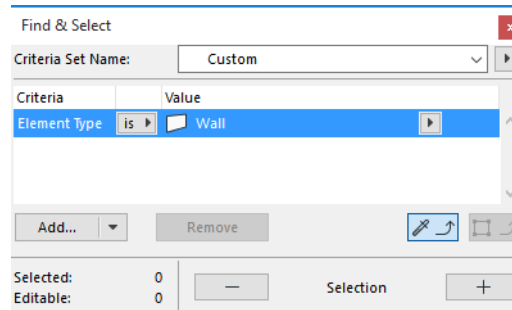 Find & Select
Criteria Set Name: Custom
Criteria Value
Element Type is Wall
Add... Remove
Selected: 0
Editable: 0
— Selection +